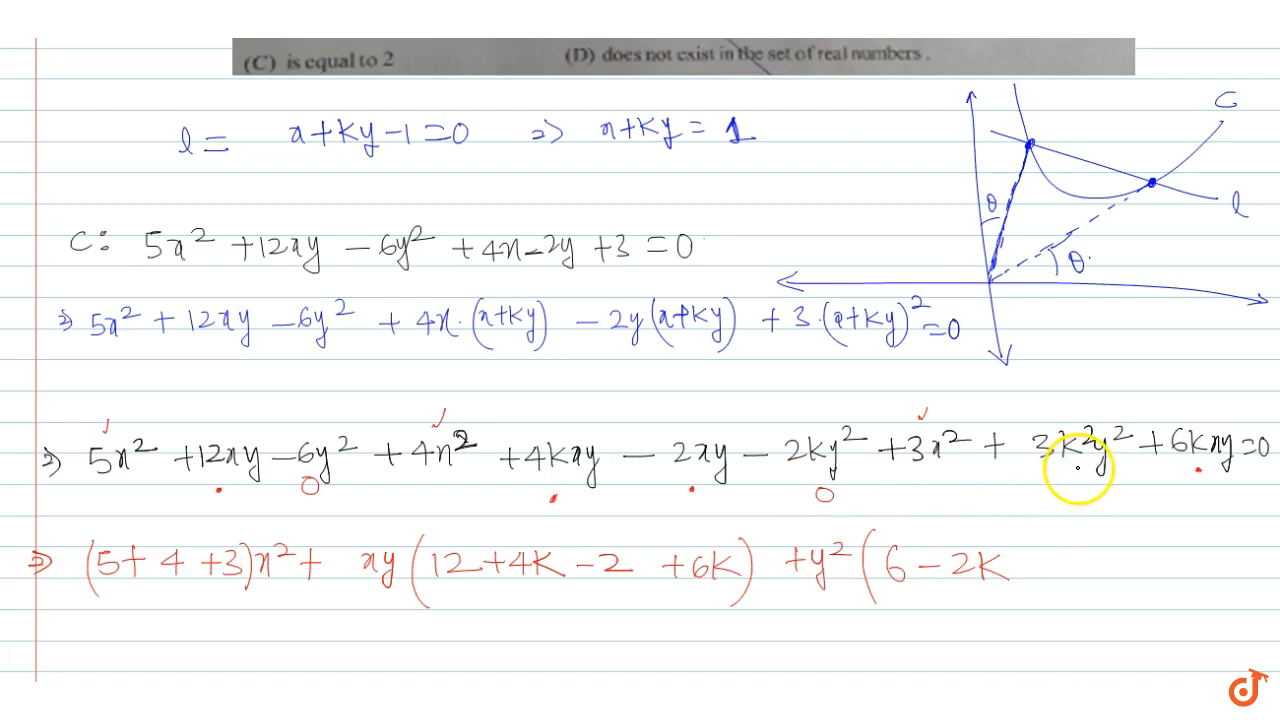 (C) is equal to 2 (D) does not exist in the set of real numbers .
l = x+ky-1=0 => x+ky = 1
C
θ
l
θ.
C: 5x² +12xy - 6y² +4x-2y +3 =0
=> 5x² + 12xy -6y² + 4x.(x+ky) - 2y(x+ky) + 3.(x+ky)² =0
=> 5x² +12xy -6y² +4x² +4kxy - 2xy - 2ky² +3x² + 3k²y² +6kxy=0
=> (5+ 4 +3)x²+ xy(12+4k-2 +6k) +y²(6-2k